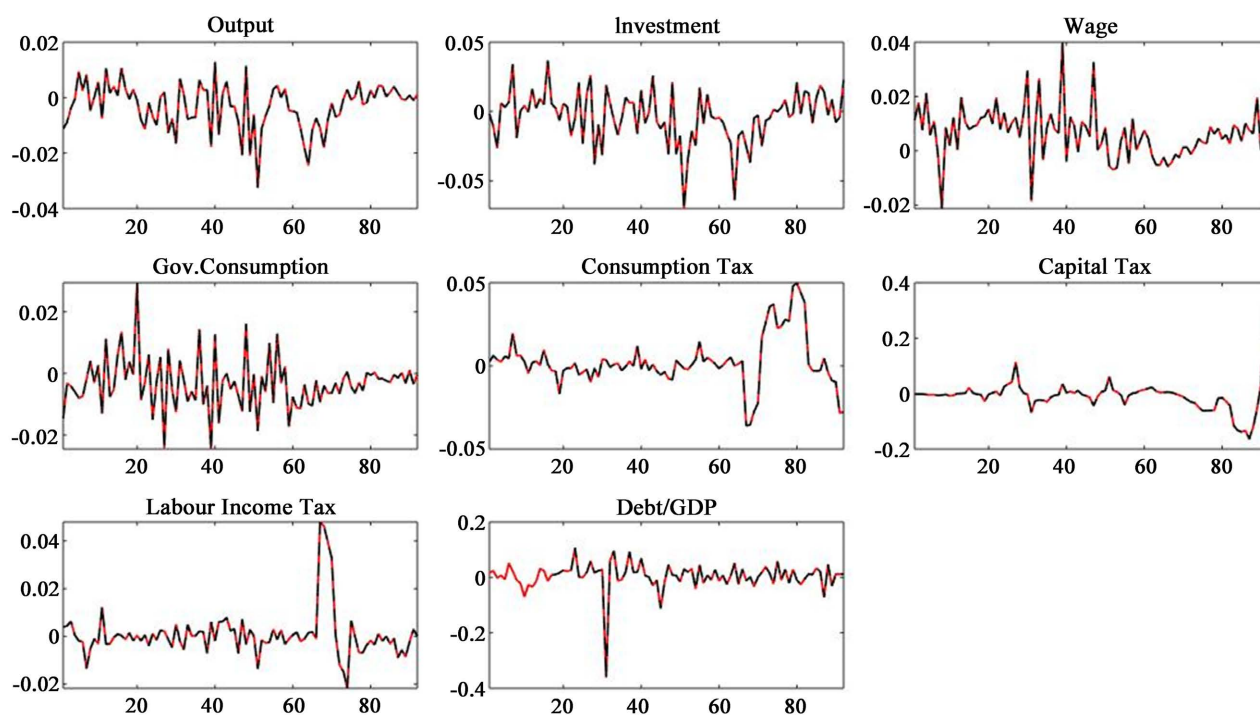 Output
Investment
Wage
0.02
0
-0.02
-0.04
0.05
0
-0.05
0.04
0.02
0
-0.02
20 40 60 80
20 40 60 80
20 40 60 80
Gov.Consumption
Consumption Tax
Capital Tax
0.02
0
-0.02
0.05
0
-0.05
0.4
0.2
0
-0.2
20 40 60 80
20 40 60 80
20 40 60 80
Labour Income Tax
Debt/GDP
0.04
0.02
0
-0.02
0.2
0
-0.2
-0.4
20 40 60 80
20 40 60 80